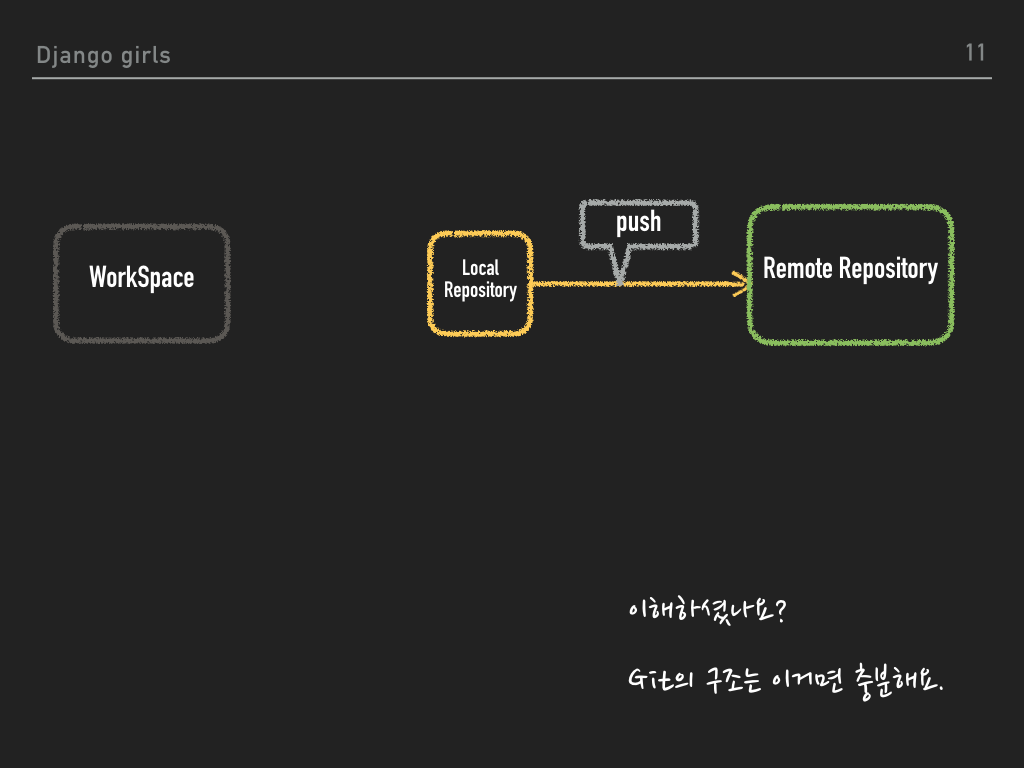 Django girls
11
WorkSpace
Local
Repository
push
Remote Repository
이해하셨나요?
Git의 구조는 이거면 충분해요.